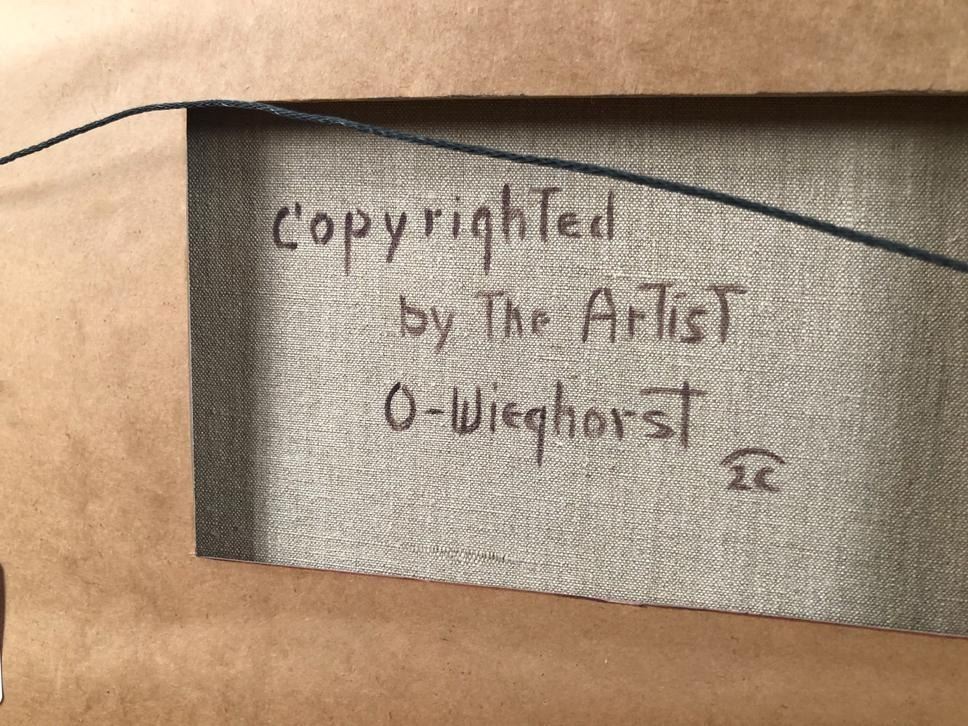 Copyrighted
by The Artist
O-Wieghorst
2C